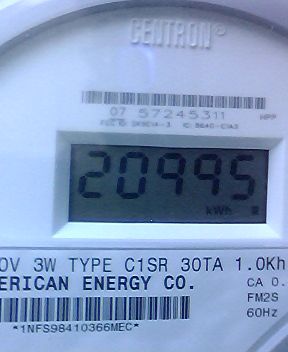 CENTRON®
07 57245311 HPP
20995
kWh
0V 3W TYPE C1SR 30TA 1.0Kh
ERICAN ENERGY CO. CA 0.
FM2S
60Hz
*1NFS98410366MEC*